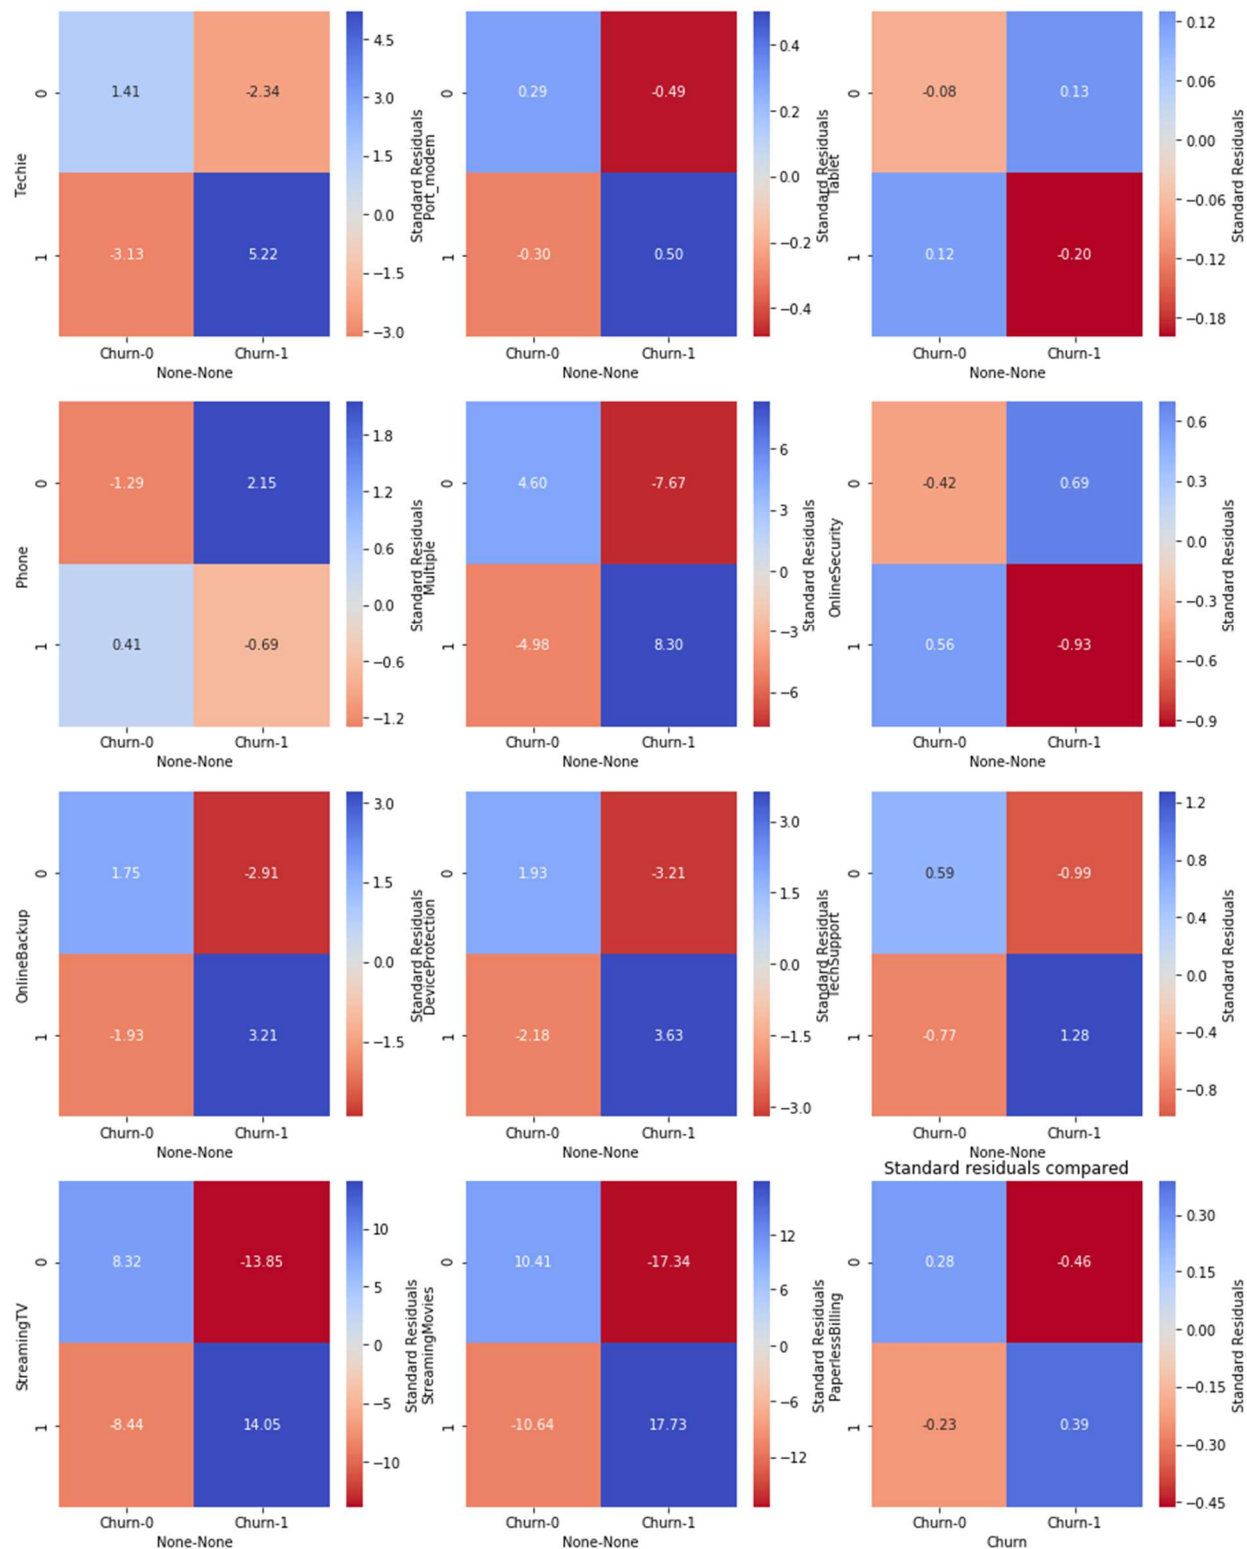 Techie
0
1
1.41
-2.34
-3.13
5.22
Churn-0
Churn-1
None-None
4.5
3.0
1.5
0.0
−1.5
−3.0
Standard Residuals
Port_modem
0
1
0.29
-0.49
-0.30
0.50
Churn-0
Churn-1
None-None
0.4
0.2
0.0
−0.2
−0.4
Standard Residuals
Tablet
0
1
-0.08
0.13
0.12
-0.20
Churn-0
Churn-1
None-None
0.12
0.06
0.00
−0.06
−0.12
−0.18
Standard Residuals
Phone
0
1
-1.29
2.15
0.41
-0.69
Churn-0
Churn-1
None-None
1.8
1.2
0.6
0.0
−0.6
−1.2
Standard Residuals
Multiple
0
1
4.60
-7.67
-4.98
8.30
Churn-0
Churn-1
None-None
6
3
0
−3
−6
Standard Residuals
OnlineSecurity
0
1
-0.42
0.69
0.56
-0.93
Churn-0
Churn-1
None-None
0.6
0.3
0.0
−0.3
−0.6
−0.9
Standard Residuals
OnlineBackup
0
1
1.75
-2.91
-1.93
3.21
Churn-0
Churn-1
None-None
3.0
1.5
0.0
−1.5
Standard Residuals
DeviceProtection
0
1
1.93
-3.21
-2.18
3.63
Churn-0
Churn-1
None-None
3.0
1.5
0.0
−1.5
−3.0
Standard Residuals
TechSupport
0
1
0.59
-0.99
-0.77
1.28
Churn-0
Churn-1
None-None
1.2
0.8
0.4
0.0
−0.4
−0.8
Standard Residuals
StreamingTV
0
1
8.32
-13.85
-8.44
14.05
Churn-0
Churn-1
None-None
10
5
0
−5
−10
Standard Residuals
StreamingMovies
0
1
10.41
-17.34
-10.64
17.73
Churn-0
Churn-1
None-None
12
6
0
−6
−12
Standard Residuals
Standard residuals compared
PaperlessBilling
0
1
0.28
-0.46
-0.23
0.39
Churn-0
Churn-1
Churn
0.30
0.15
0.00
−0.15
−0.30
−0.45
Standard Residuals